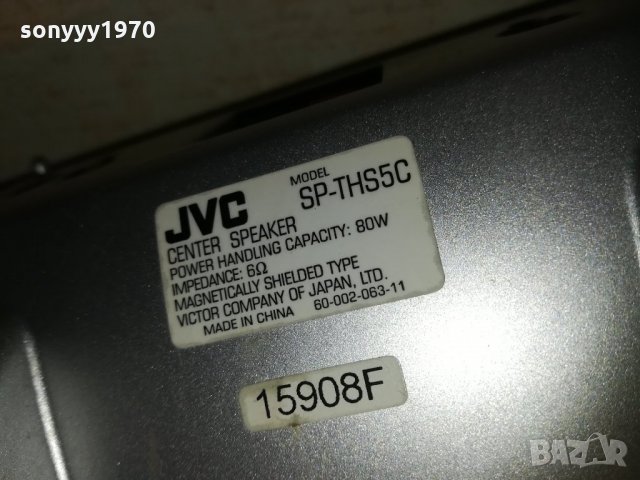 sonyyy1970
MODEL
JVC SP-THS5C
CENTER SPEAKER
POWER HANDLING CAPACITY: 80W
IMPEDANCE: 6Ω
MAGNETICALLY SHIELDED TYPE
VICTOR COMPANY OF JAPAN, LTD.
MADE IN CHINA 60-002-063-11
15908F
BAZAR